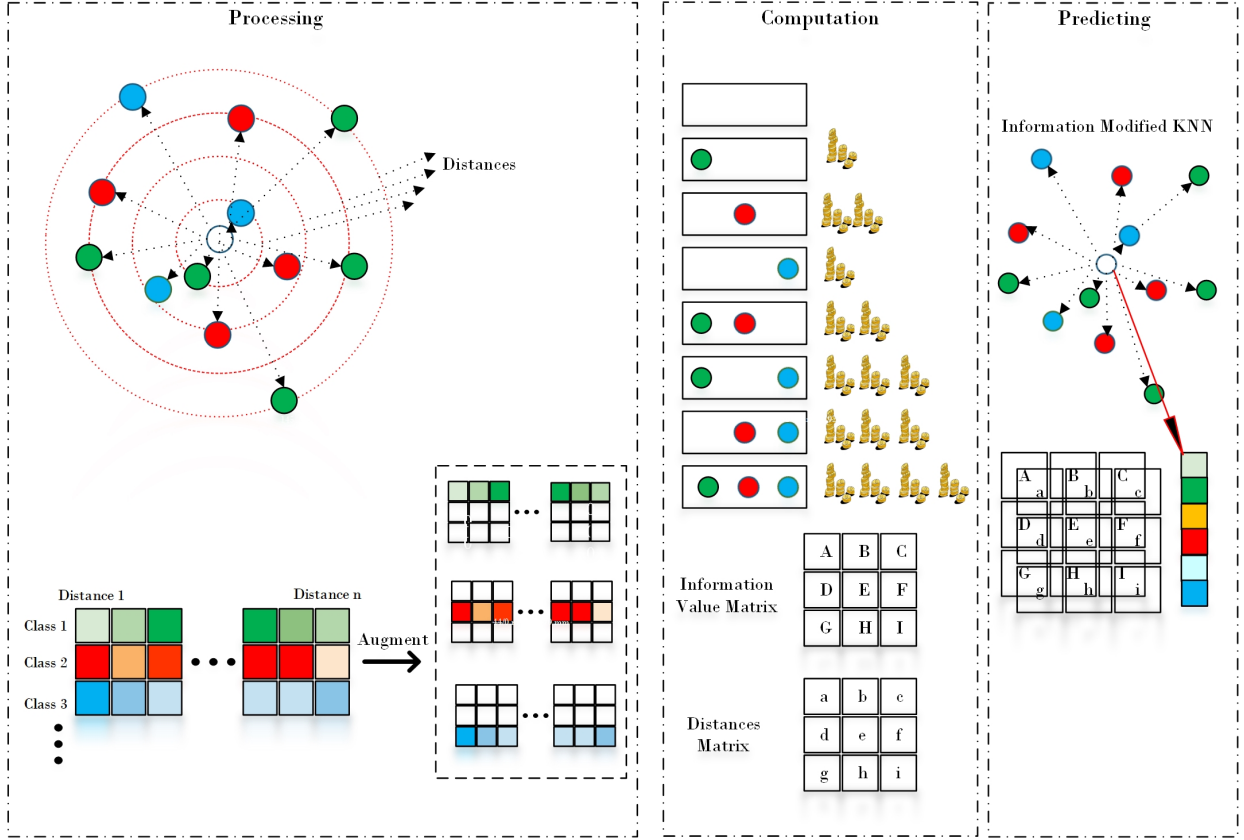 Processing
Distances
Distance 1
Distance n
Class 1
Class 2
Class 3
Augment
Computation
Information
Value Matrix
A B C
D E F
G H I
Distances
Matrix
a b c
d e f
g h i
Predicting
Information Modified KNN
A B C
a b c
D E F
d e f
G H I
g h i